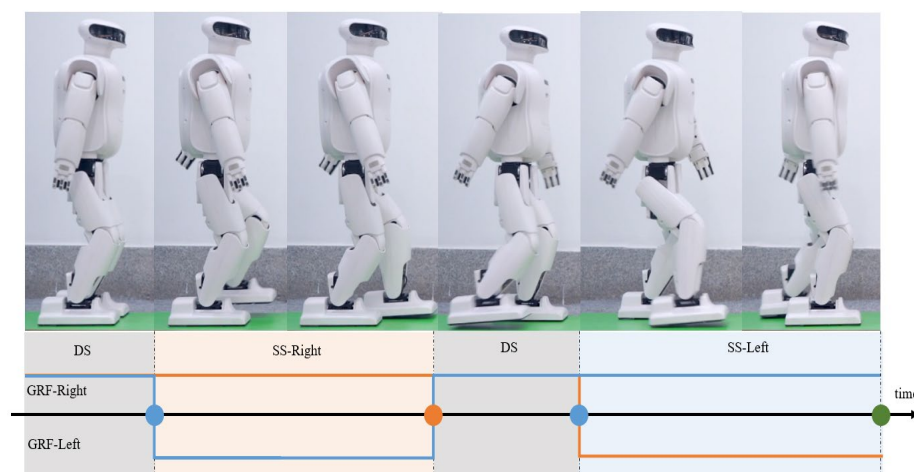 DS
SS-Right
DS
SS-Left
GRF-Right
time
GRF-Left